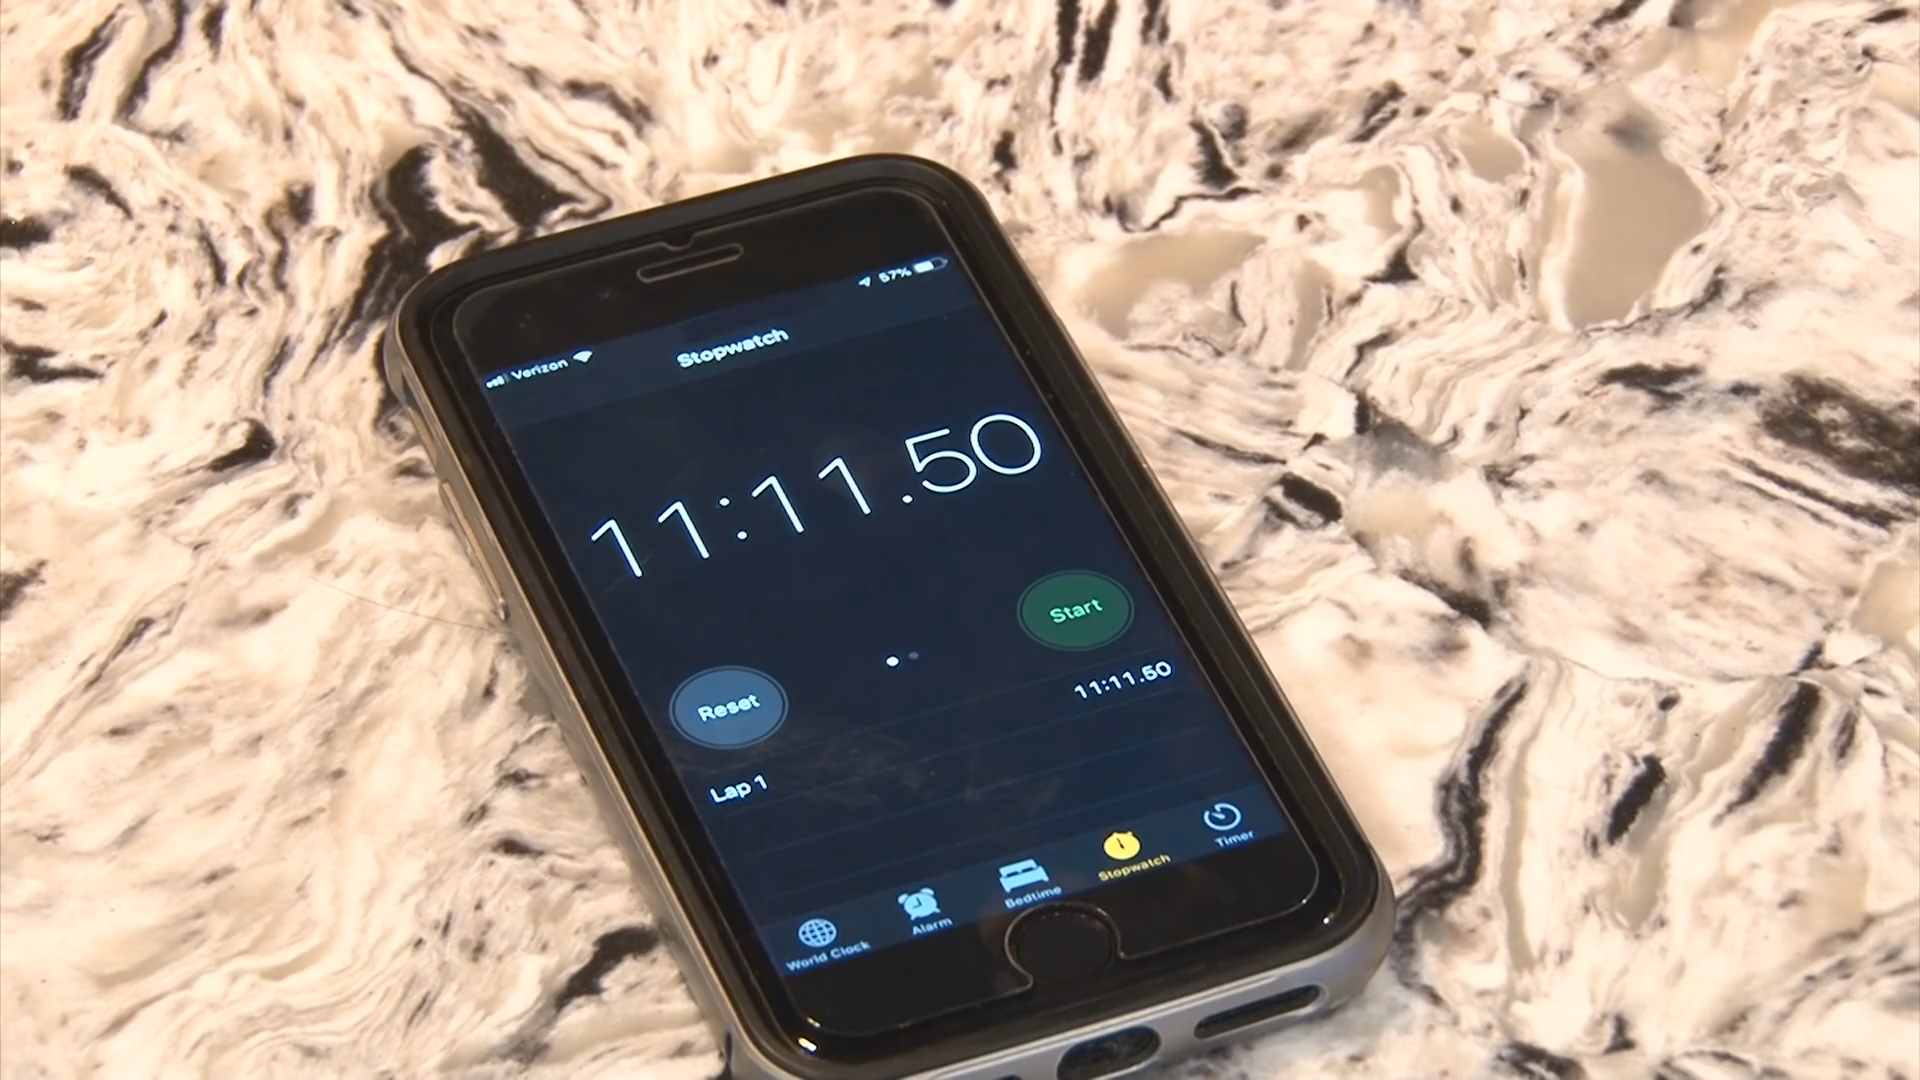 Verizon 57%
Stopwatch
11:11.50
Reset Start
Lap 1 11:11.50
World Clock Alarm Bedtime Stopwatch Timer